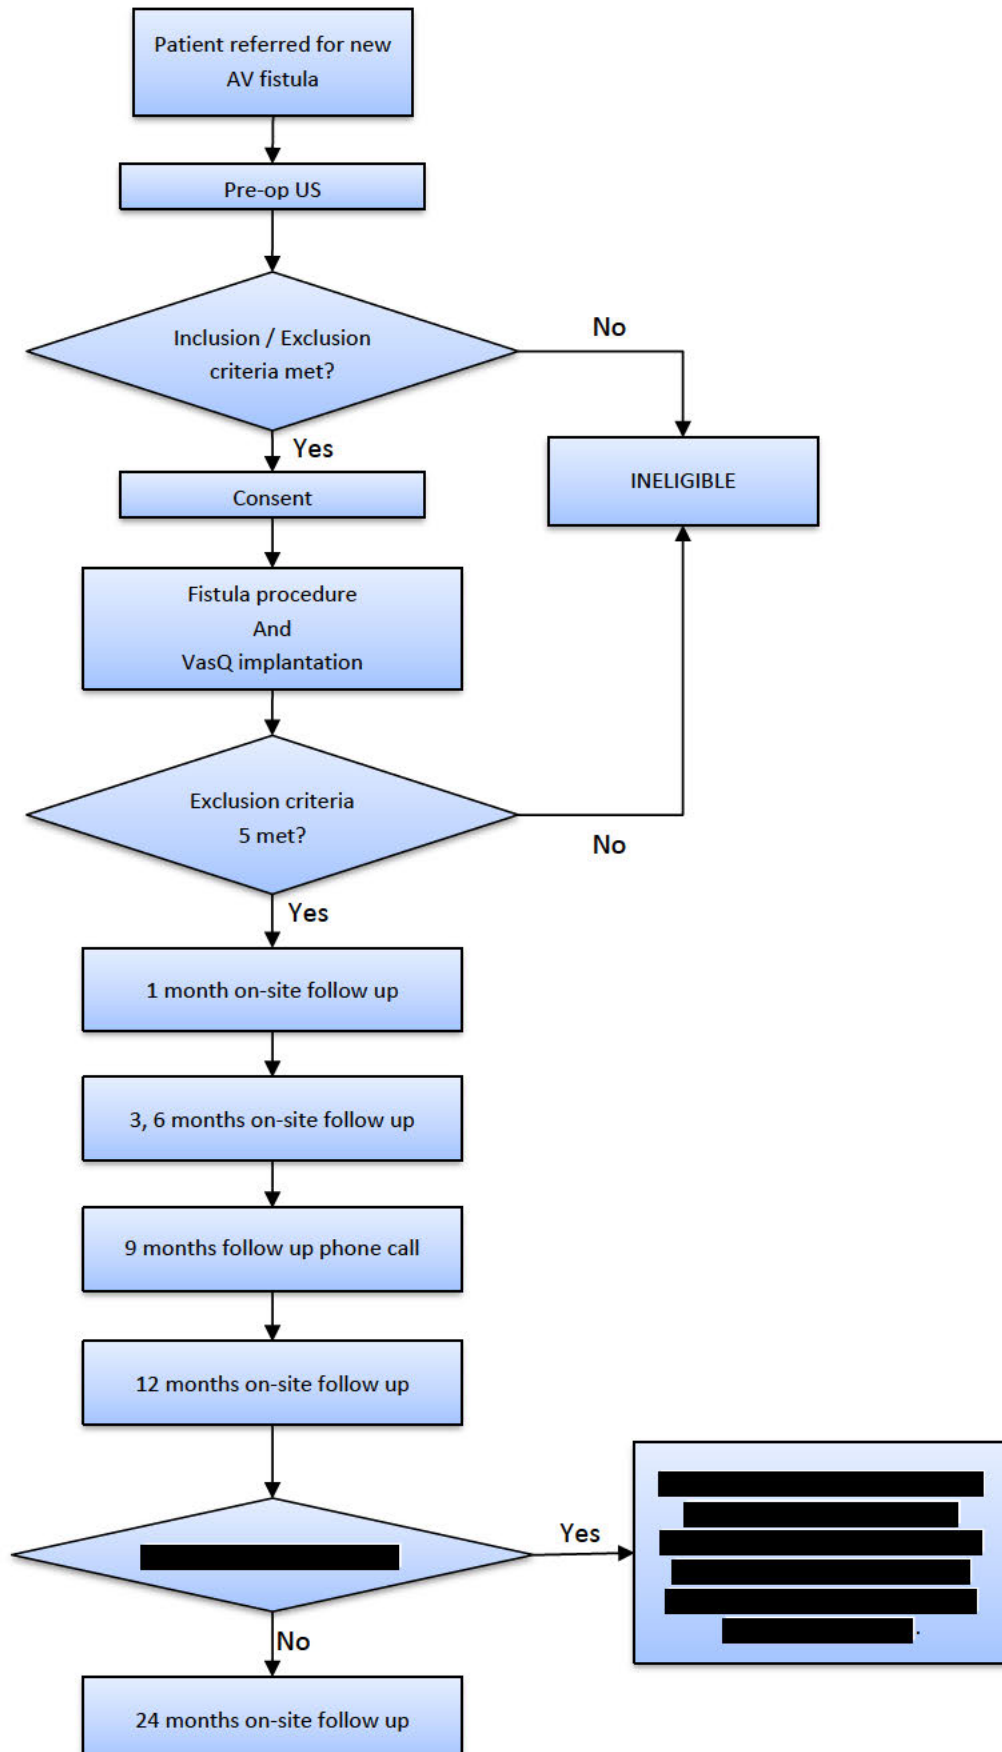 Patient referred for new
AV fistula
Pre-op US
Inclusion / Exclusion
criteria met?
No
Yes
INELIGIBLE
Consent
Fistula procedure
And
VasQ implantation
Exclusion criteria
5 met?
No
Yes
1 month on-site follow up
3, 6 months on-site follow up
9 months follow up phone call
12 months on-site follow up
Yes
.
No
24 months on-site follow up